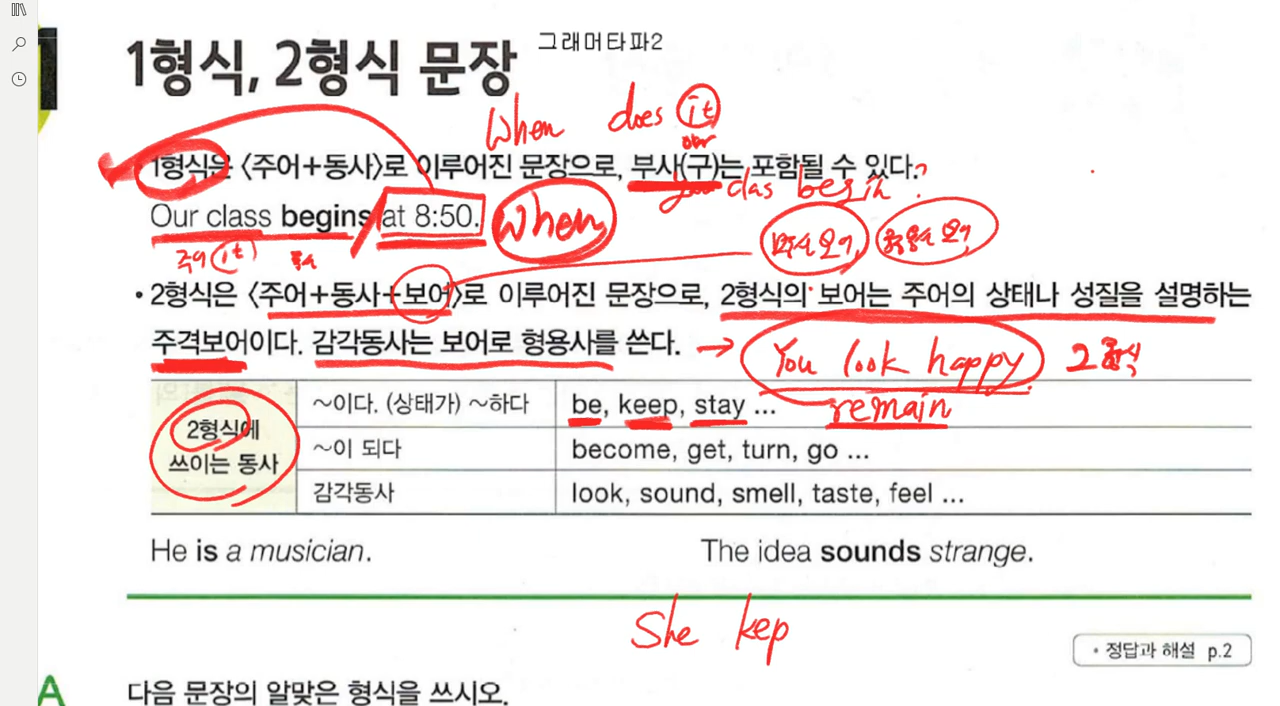 1형식, 2형식 문장 그래머타파2
When does it
• 1형식은 〈주어+동사〉로 이루어진 문장으로, 부사(구)는 포함될 수 있다.
our class begin ?
Our class begins at 8:50. When
주어 (it) 동사
• 2형식은 〈주어+동사+보어〉로 이루어진 문장으로, 2형식의 보어는 주어의 상태나 성질을 설명하는
주격보어이다. 감각동사는 보어로 형용사를 쓴다. → You look happy 2형식
2형식에 쓰이는 동사
~이다. (상태가) ~하다 be, keep, stay ... remain
~이 되다 become, get, turn, go ...
감각동사 look, sound, smell, taste, feel ...
He is a musician. The idea sounds strange.
She kep
• 정답과 해설 p.2
A 다음 문장의 알맞은 형식을 쓰시오.